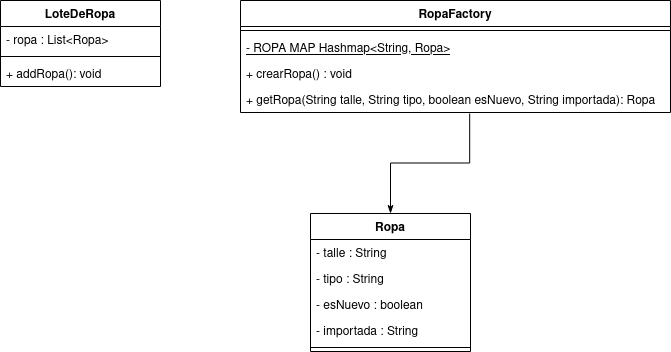 LoteDeRopa
- ropa : List<Ropa>
+ addRopa(): void
RopaFactory
- ROPA MAP Hashmap<String, Ropa>
+ crearRopa() : void
+ getRopa(String talle, String tipo, boolean esNuevo, String importada): Ropa
Ropa
- talle : String
- tipo : String
- esNuevo : boolean
- importada : String